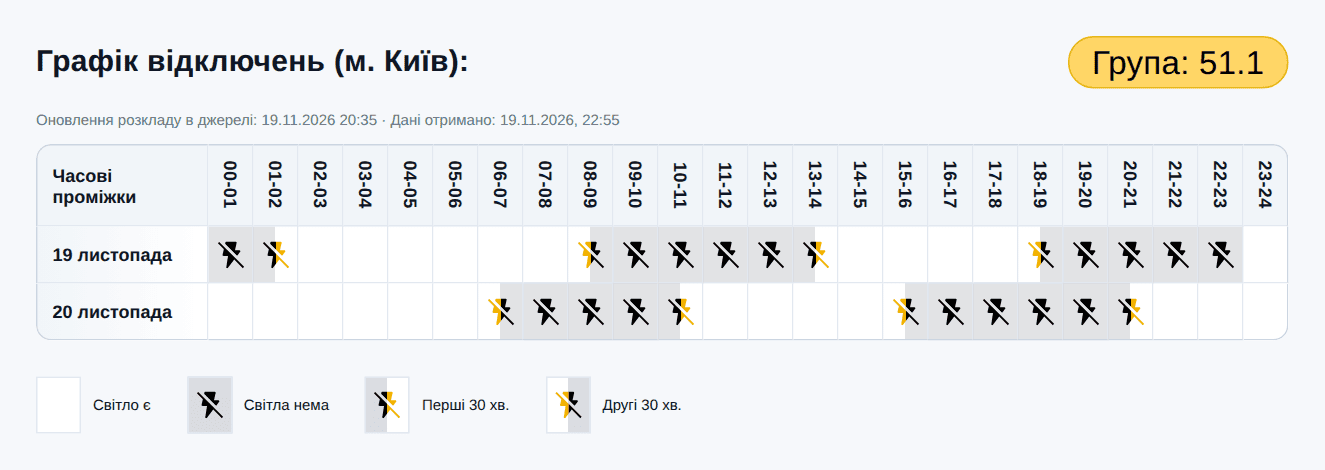 Графік відключень (м. Київ):
Група: 51.1
Оновлення розкладу в джерелі: 19.11.2026 20:35 · Дані отримано: 19.11.2026, 22:55
Часові
проміжки
00-01 01-02 02-03 03-04 04-05 05-06 06-07 07-08 08-09 09-10 10-11 11-12 12-13 13-14 14-15 15-16 16-17 17-18 18-19 19-20 20-21 21-22 22-23 23-24
19 листопада
20 листопада
Світло є Світла нема Перші 30 хв. Другі 30 хв.